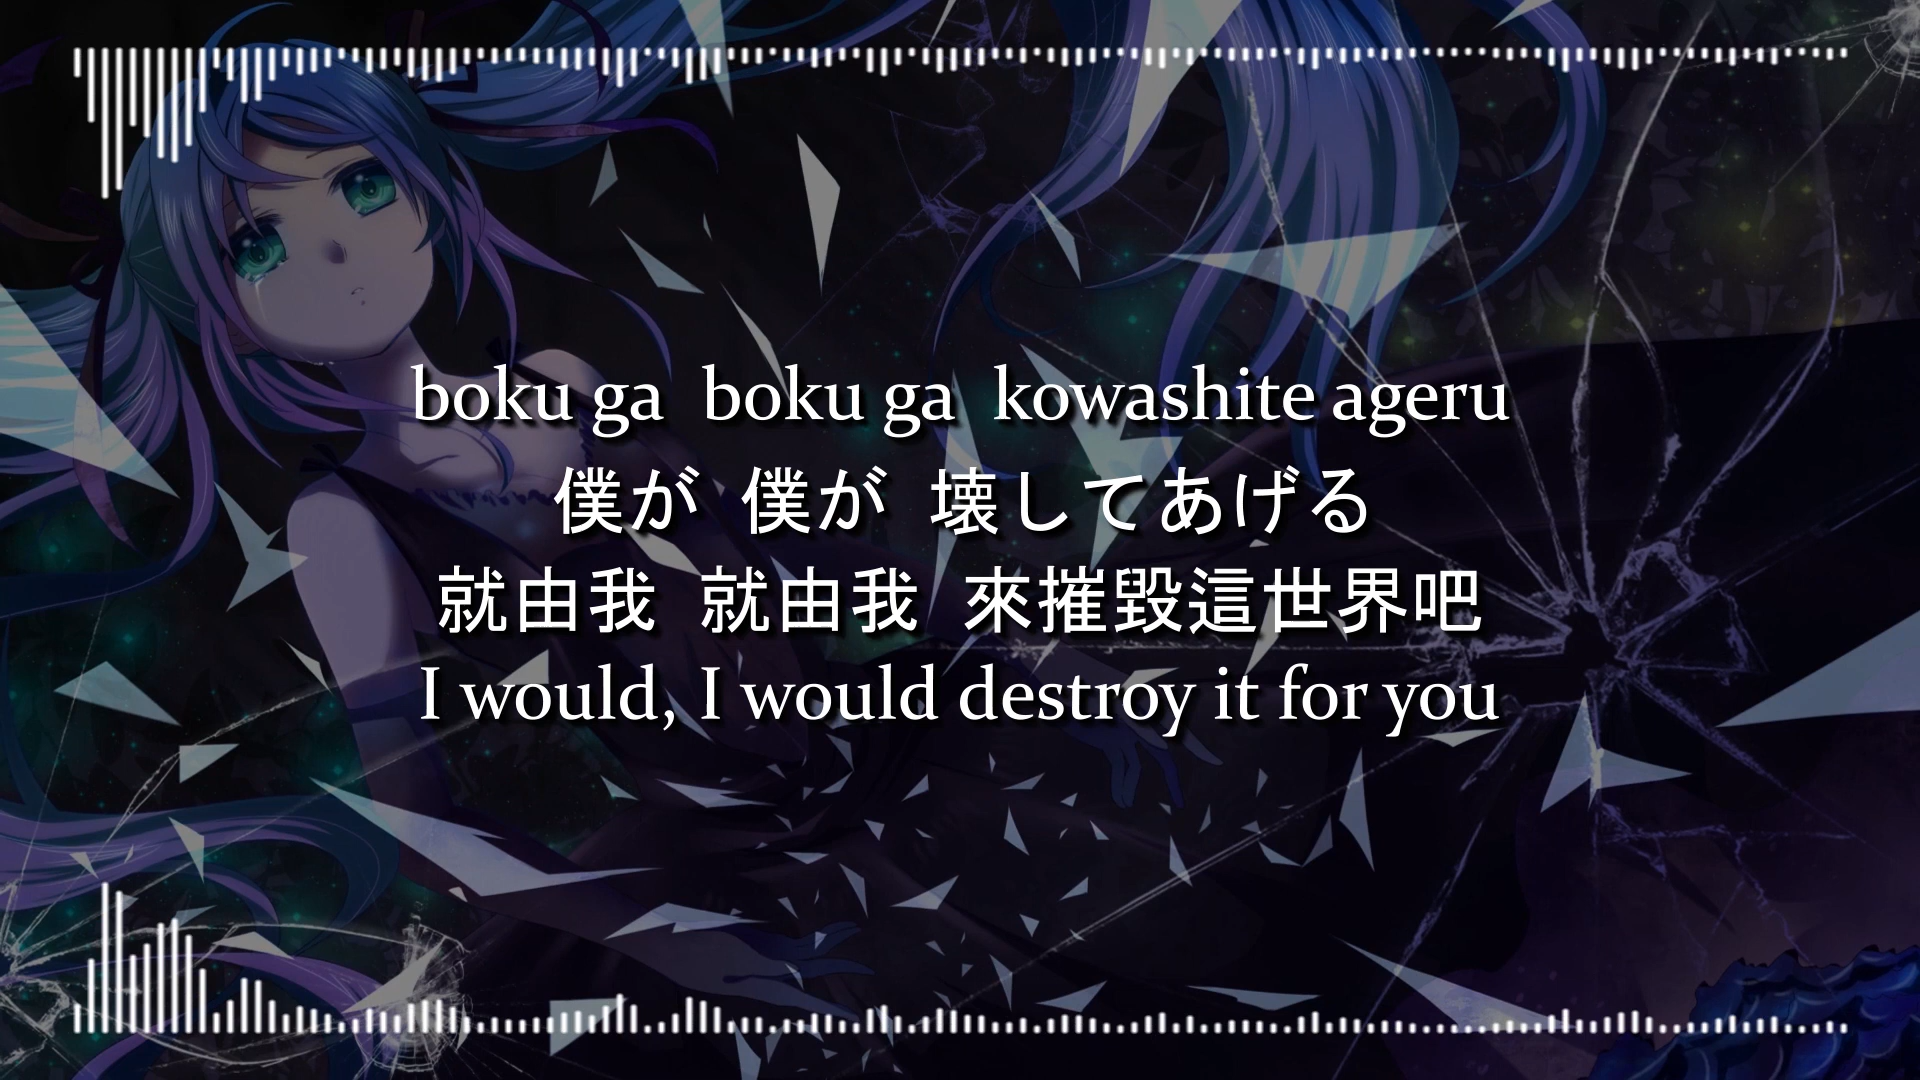 boku ga boku ga kowashite ageru
僕が 僕が 壊してあげる
就由我 就由我 來摧毀這世界吧
I would, I would destroy it for you